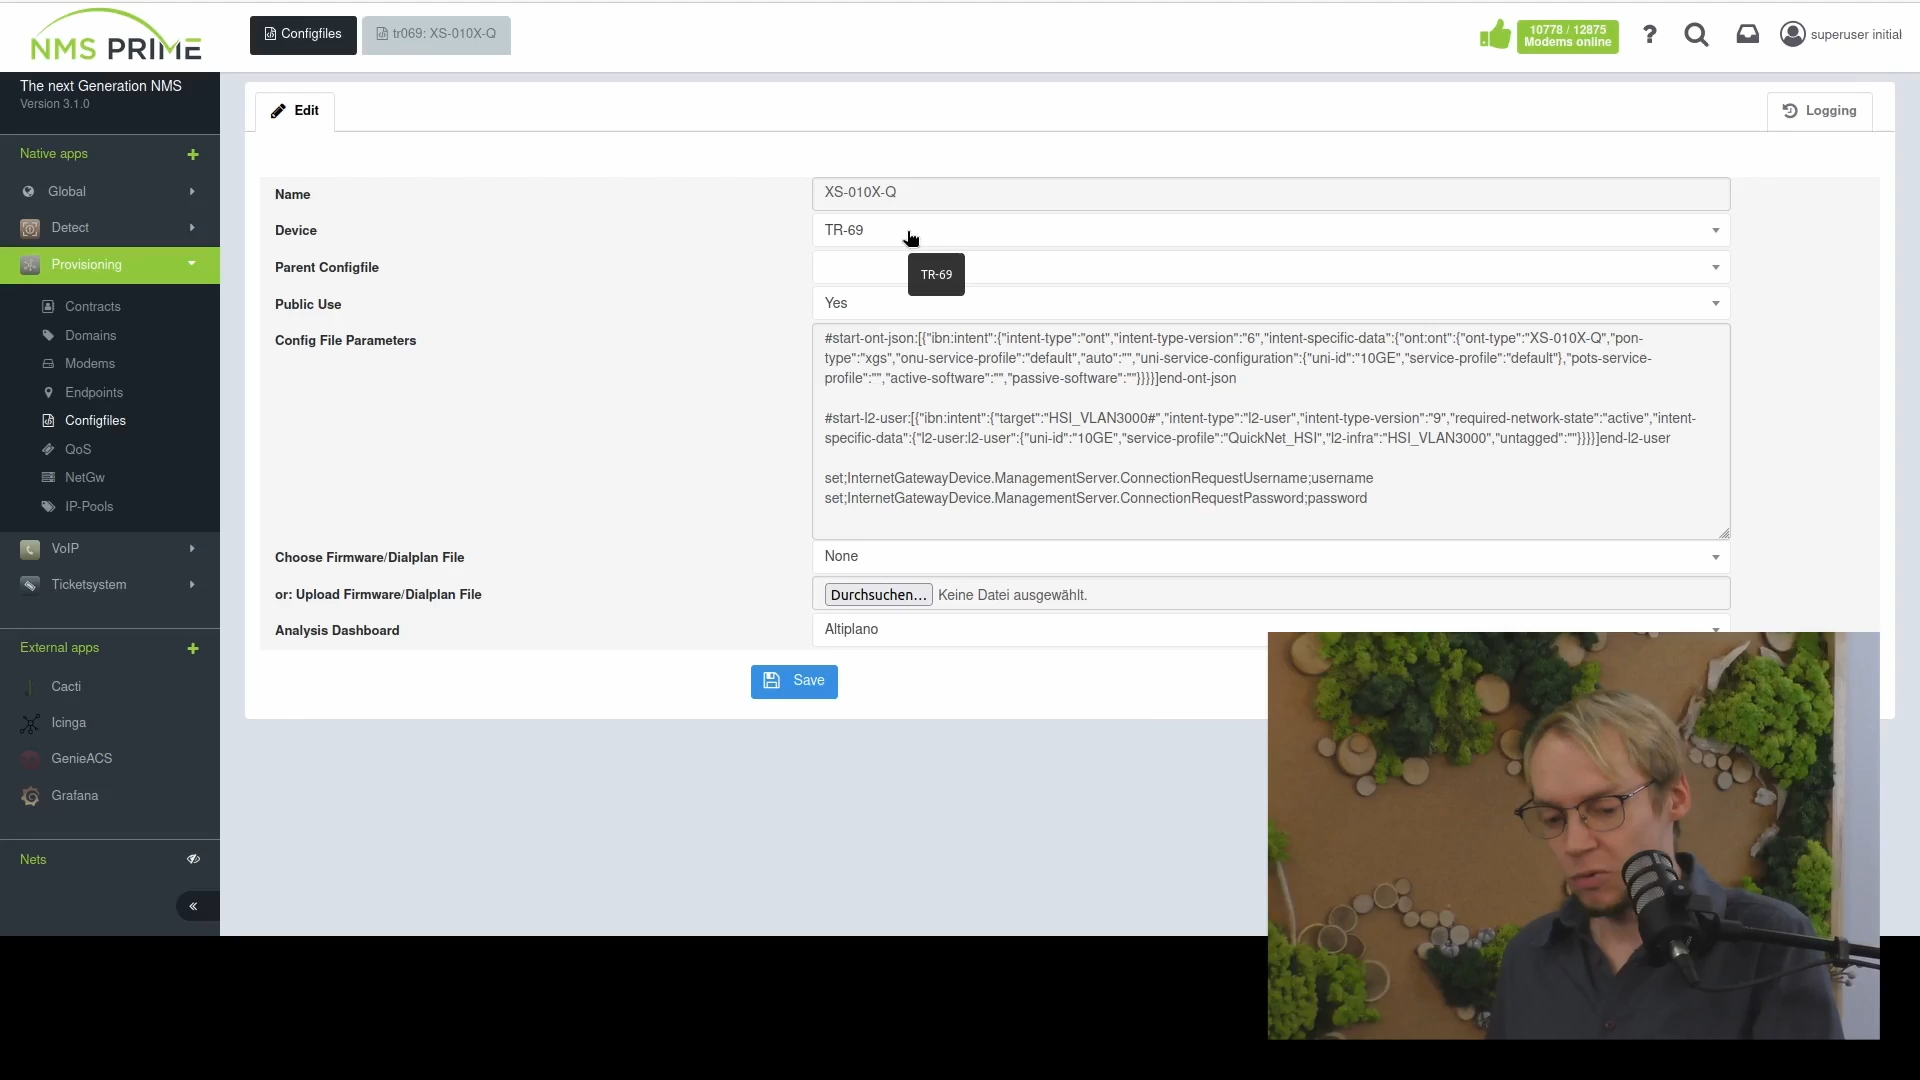 NMS PRIME
Configfiles
tr069: XS-010X-Q
10778 / 12875
Modems online
?
superuser initial
The next Generation NMS
Version 3.1.0
Native apps
Global
Detect
Provisioning
Contracts
Domains
Modems
Endpoints
Configfiles
QoS
NetGw
IP-Pools
VoIP
Ticketsystem
External apps
Cacti
Icinga
GenieACS
Grafana
Nets
Edit
Logging
Name
XS-010X-Q
Device
TR-69
Parent Configfile
TR-69
Public Use
Yes
Config File Parameters
#start-ont-json:[{"ibn:intent":{"intent-type":"ont","intent-type-version":"6","intent-specific-data":{"ont:ont":{"ont-type":"XS-010X-Q","pon-
type":"xgs","onu-service-profile":"default","auto":"","uni-service-configuration":{"uni-id":"10GE","service-profile":"default"},"pots-service-
profile":"","active-software":"","passive-software":""}}}}]end-ont-json
#start-l2-user:[{"ibn:intent":{"target":"HSI_VLAN3000#","intent-type":"l2-user","intent-type-version":"9","required-network-state":"active","intent-
specific-data":{"l2-user:l2-user":{"uni-id":"10GE","service-profile":"QuickNet_HSI","l2-infra":"HSI_VLAN3000","untagged":""}}}}]end-l2-user
set;InternetGatewayDevice.ManagementServer.ConnectionRequestUsername;username
set;InternetGatewayDevice.ManagementServer.ConnectionRequestPassword;password
Choose Firmware/Dialplan File
None
or: Upload Firmware/Dialplan File
Durchsuchen... Keine Datei ausgewählt.
Analysis Dashboard
Altiplano
Save